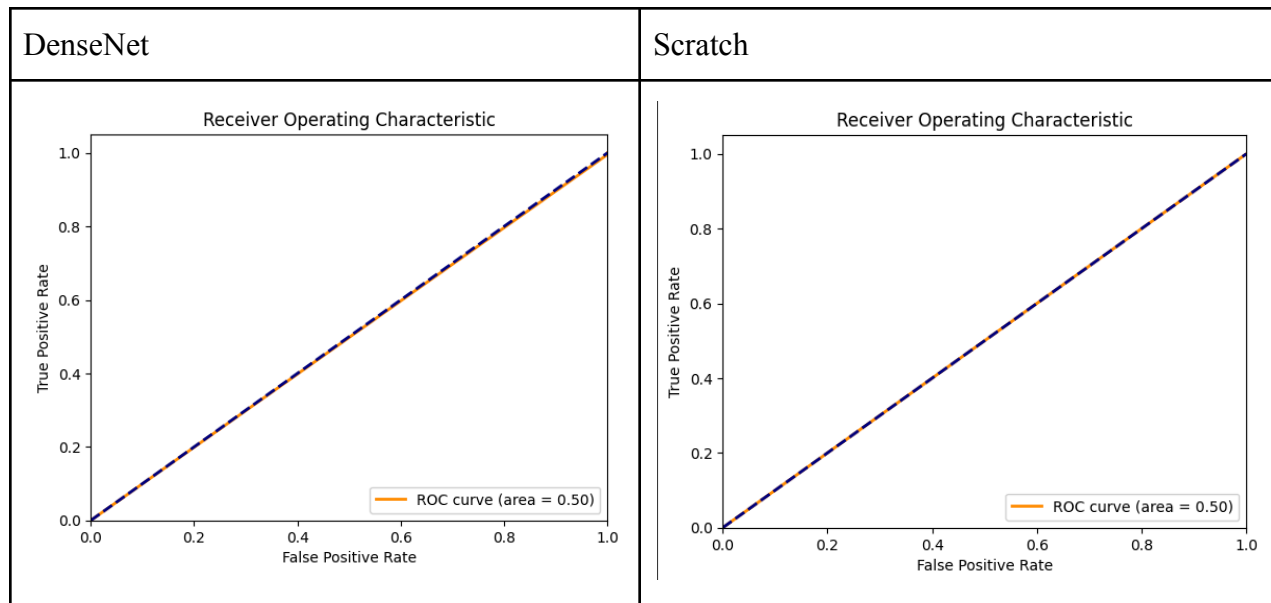 DenseNet
Scratch
Receiver Operating Characteristic
1.0
0.8
0.6
0.4
0.2
0.0
True Positive Rate
ROC curve (area = 0.50)
0.0 0.2 0.4 0.6 0.8 1.0
False Positive Rate
Receiver Operating Characteristic
1.0
0.8
0.6
0.4
0.2
0.0
True Positive Rate
ROC curve (area = 0.50)
0.0 0.2 0.4 0.6 0.8 1.0
False Positive Rate